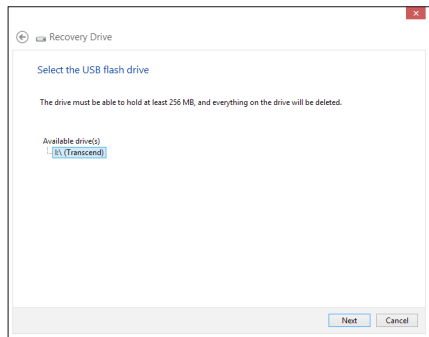 Recovery Drive
Select the USB flash drive
The drive must be able to hold at least 256 MB, and everything on the drive will be deleted.
Available drive(s)
I:\ (Transcend)
Next Cancel